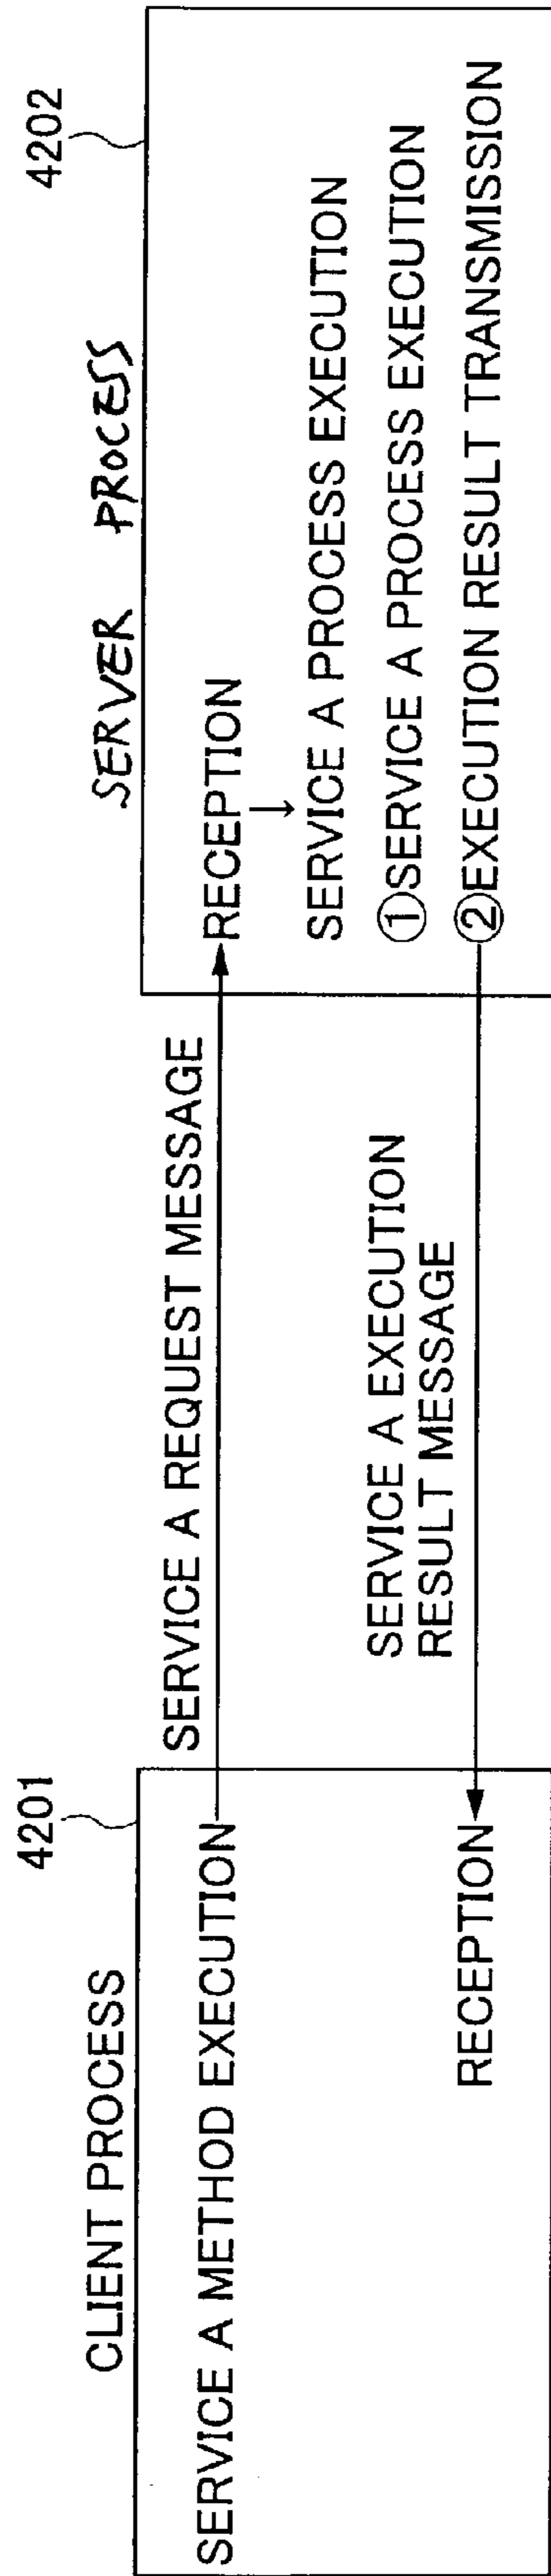 CLIENT PROCESS
4201
SERVICE A METHOD EXECUTION
RECEPTION
SERVICE A REQUEST MESSAGE
SERVICE A EXECUTION
RESULT MESSAGE
SERVER PROCESS
4202
RECEPTION
SERVICE A PROCESS EXECUTION
①SERVICE A PROCESS EXECUTION
②EXECUTION RESULT TRANSMISSION